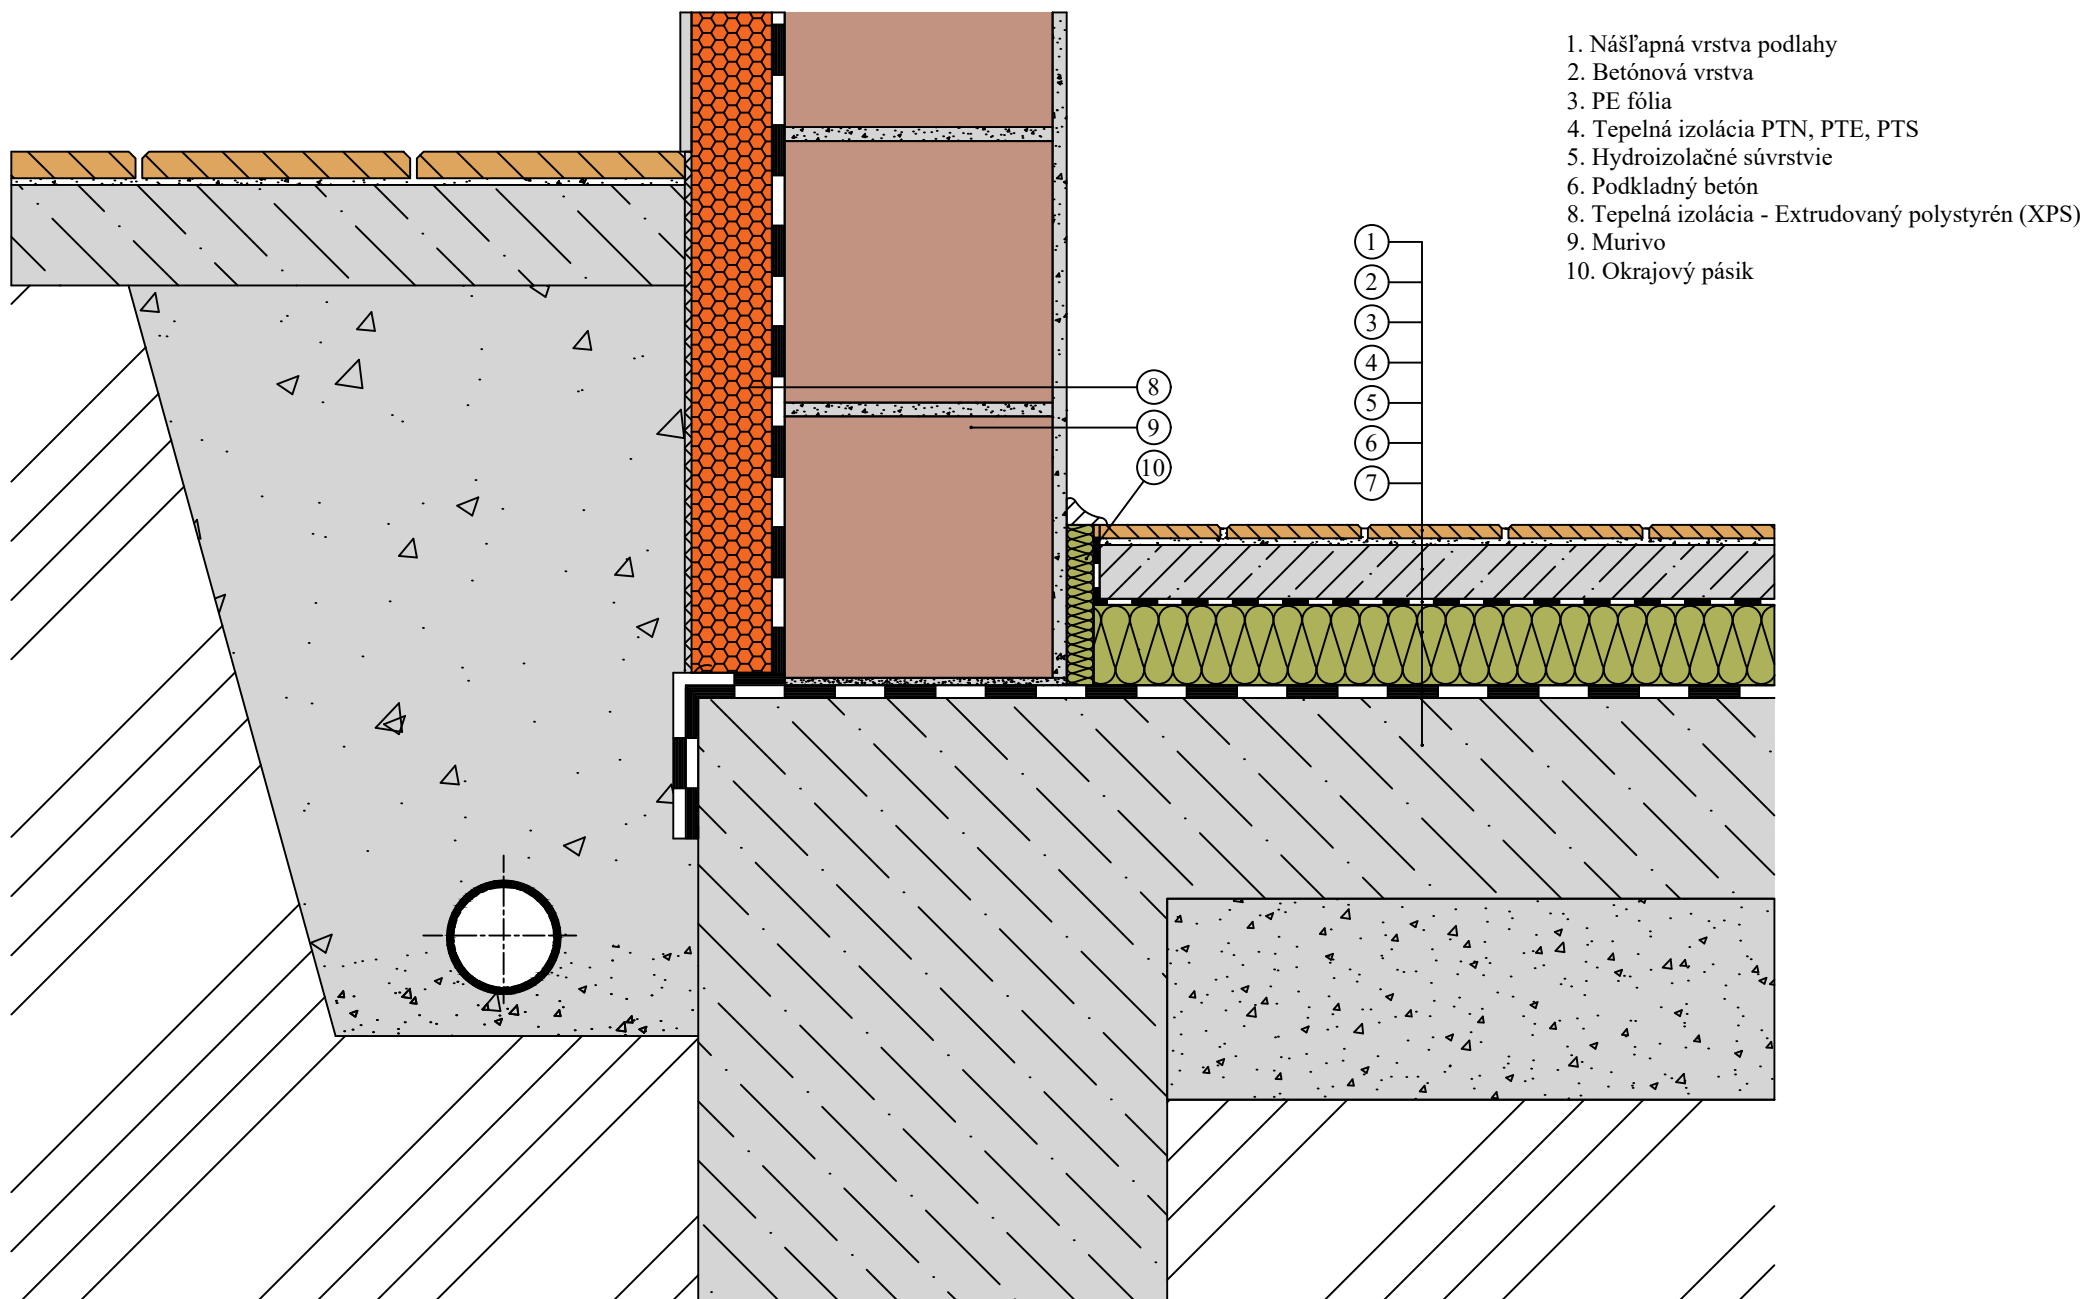 1. Nášľapná vrstva podlahy
2. Betónová vrstva
3. PE fólia
4. Tepelná izolácia PTN, PTE, PTS
5. Hydroizolačné súvrstvie
6. Podkladný betón
8. Tepelná izolácia - Extrudovaný polystyrén (XPS)
9. Murivo
10. Okrajový pásik
1
2
3
4
5
6
7
8
9
10